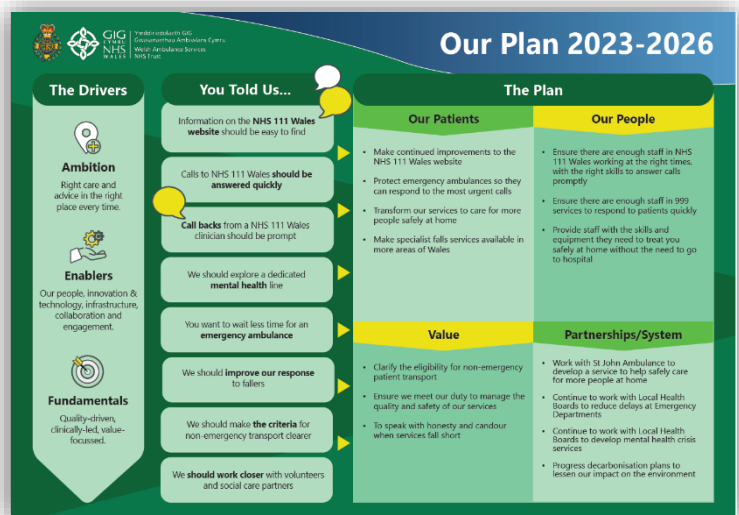 GIG
CYMRU
NHS
WALES
Ymddiriedolaeth GIG
Gwasanaethau Ambiwlans Cymru
Welsh Ambulance Services
NHS Trust
Our Plan 2023-2026
The Drivers
Ambition
Right care and
advice in the right
place every time.
Enablers
Our people, innovation &
technology, infrastructure,
collaboration and
engagement.
Fundamentals
Quality-driven,
clinically-led, value-
focussed.
You Told Us...
Information on the NHS 111 Wales
website should be easy to find
Calls to NHS 111 Wales should be
answered quickly
Call backs from a NHS 111 Wales
clinician should be prompt
We should explore a dedicated
mental health line
You want to wait less time for an
emergency ambulance
We should improve our response
to fallers
We should make the criteria for
non-emergency transport clearer
We should work closer with volunteers
and social care partners
The Plan
Our Patients
• Make continued improvements to the
NHS 111 Wales website
• Protect emergency ambulances so they
can respond to the most urgent calls
• Transform our services to care for more
people safely at home
• Make specialist falls services available in
more areas of Wales
Our People
• Ensure there are enough staff in NHS
111 Wales working at the right times,
with the right skills to answer calls
promptly
• Ensure there are enough staff in 999
services to respond to patients quickly
• Provide staff with the skills and
equipment they need to treat you
safely at home without the need to go
to hospital
Value
• Clarify the eligibility for non-emergency
patient transport
• Ensure we meet our duty to manage the
quality and safety of our services
• To speak with honesty and candour
when services fall short
Partnerships/System
• Work with St John Ambulance to
develop a service to help safely care
for more people at home
• Continue to work with Local Health
Boards to reduce delays at Emergency
Departments
• Continue to work with Local Health
Boards to develop mental health crisis
services
• Progress decarbonisation plans to
lessen our impact on the environment